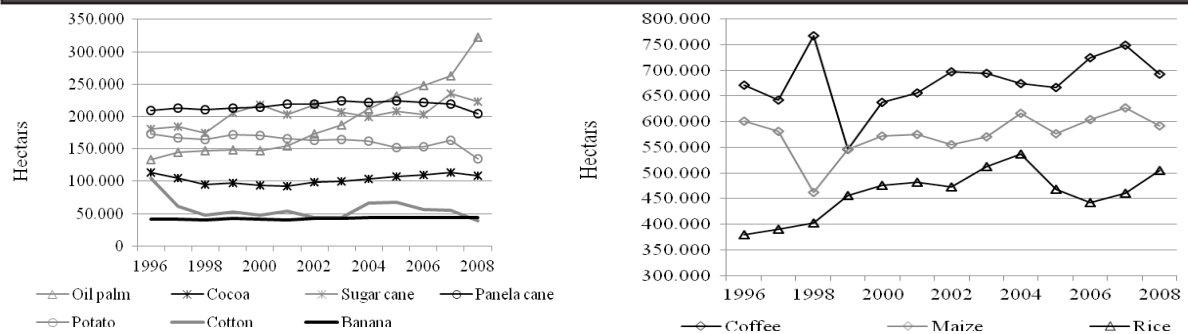 350.000
300.000
250.000
200.000
150.000
100.000
50.000
0
Hectars
1996 1998 2000 2002 2004 2006 2008
Oil palm Cocoa Sugar cane Panela cane
Potato Cotton Banana
800.000
750.000
700.000
650.000
600.000
550.000
500.000
450.000
400.000
350.000
300.000
Hectars
1996 1998 2000 2002 2004 2006 2008
Coffee Maize Rice